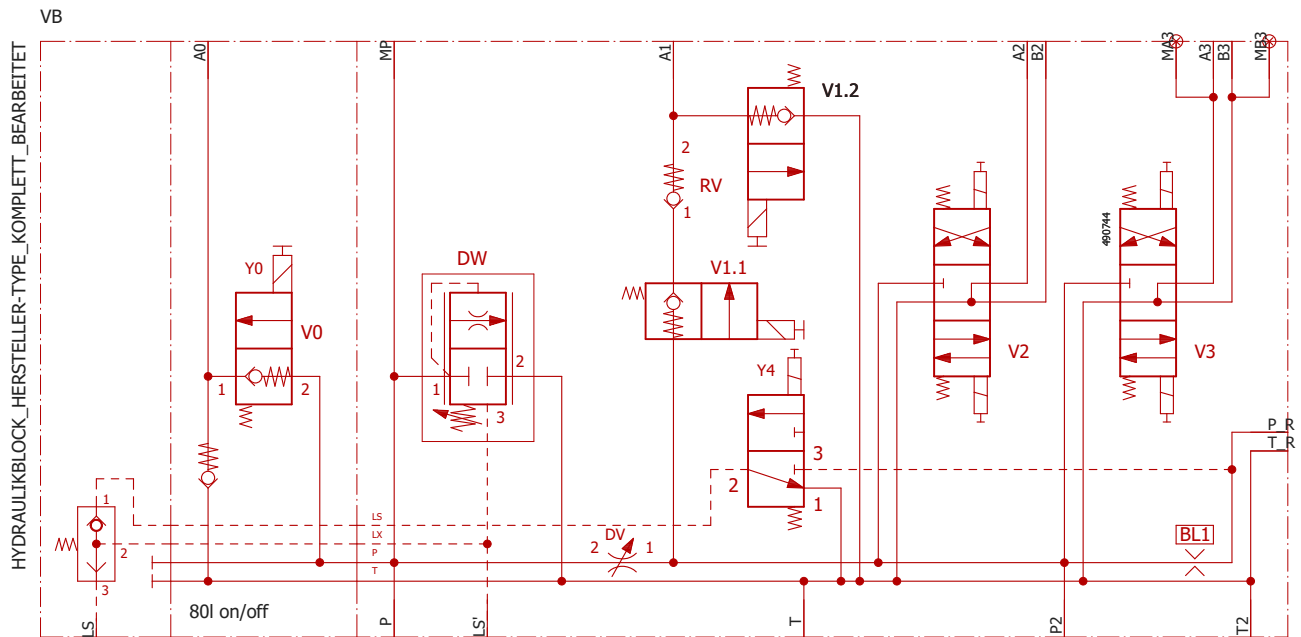 VB
HYDRAULIKBLOCK_HERSTELLER-TYPE_KOMPLETT_BEARBEITET
A0
MP
A1
A2
B2
MA3
A3
B3
MB3
V1.2
2
RV
1
490744
DW
Y0
V1.1
V0
2
V2
V3
1
2
1
Y4
3
P_R
3
T_R
2
1
1
LS
DV
BL1
LX
2
2
1
P
T
3
80l on/off
LS
P
LS'
T
P2
T2